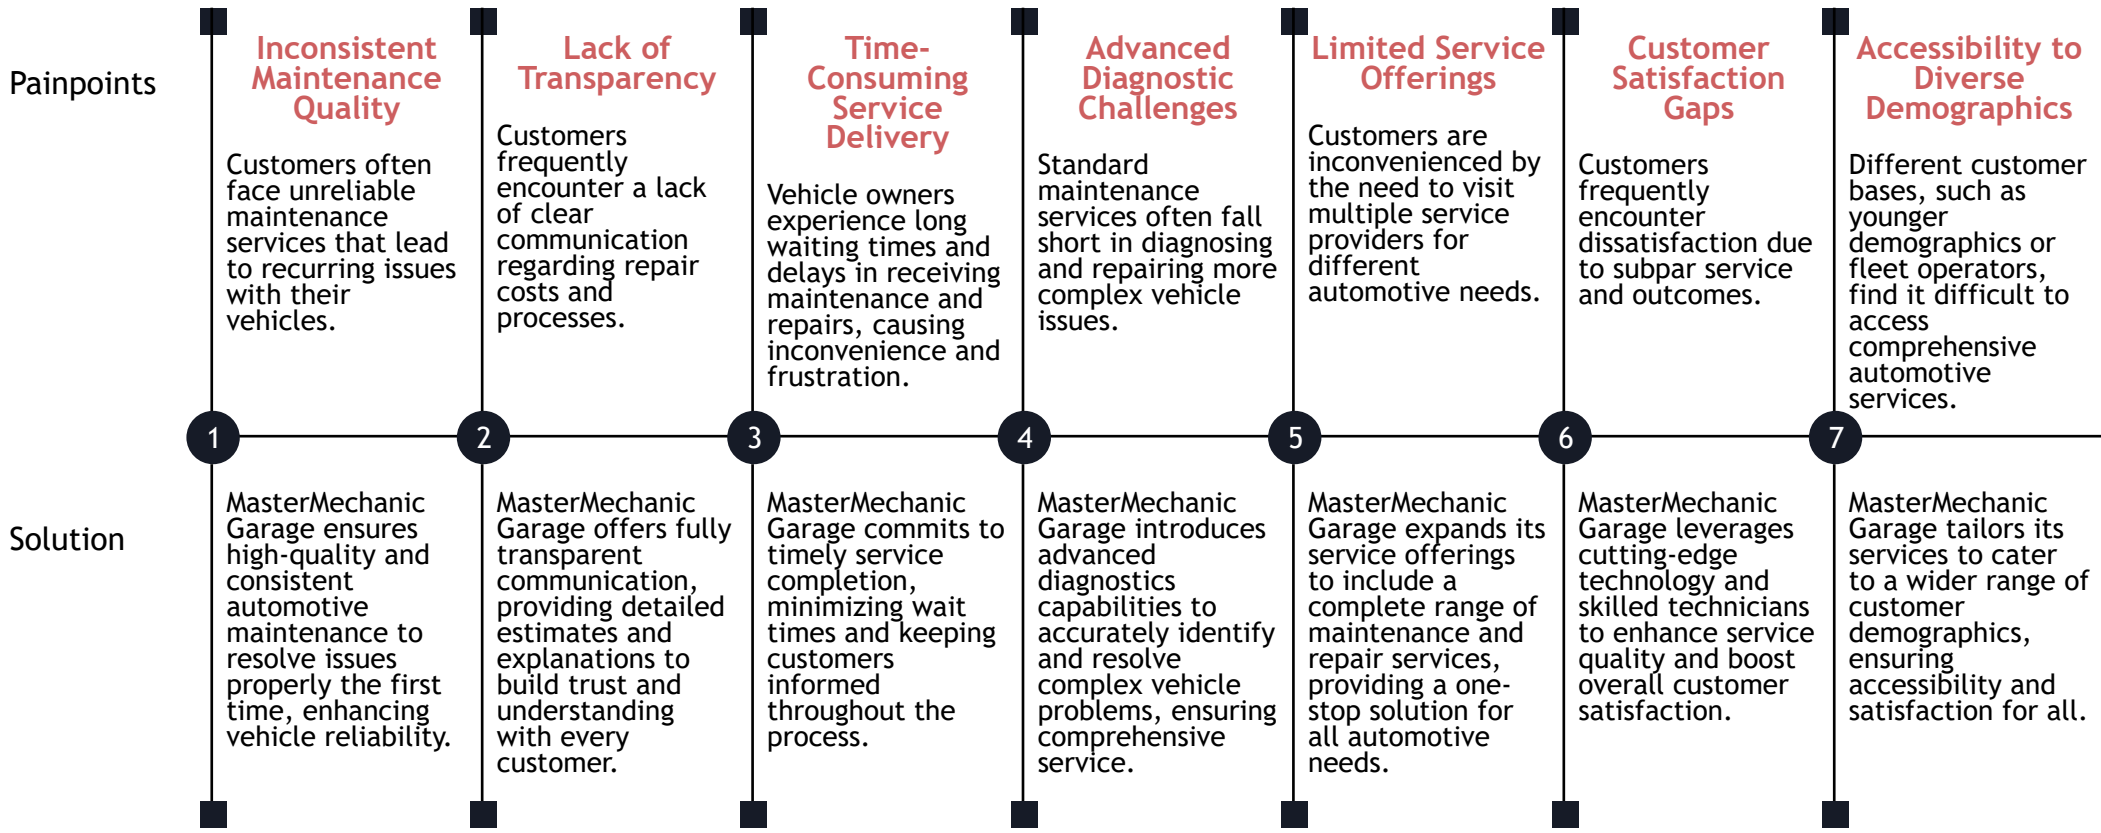 Painpoints
Inconsistent
Maintenance
Quality
Customers often
face unreliable
maintenance
services that lead
to recurring issues
with their
vehicles.
Lack of
Transparency
Customers
frequently
encounter a lack
of clear
communication
regarding repair
costs and
processes.
Time-
Consuming
Service
Delivery
Vehicle owners
experience long
waiting times and
delays in receiving
maintenance and
repairs, causing
inconvenience and
frustration.
Advanced
Diagnostic
Challenges
Standard
maintenance
services often fall
short in diagnosing
and repairing more
complex vehicle
issues.
Limited Service
Offerings
Customers are
inconvenienced by
the need to visit
multiple service
providers for
different
automotive needs.
Customer
Satisfaction
Gaps
Customers
frequently
encounter
dissatisfaction due
to subpar service
and outcomes.
Accessibility to
Diverse
Demographics
Different customer
bases, such as
younger
demographics or
fleet operators,
find it difficult to
access
comprehensive
automotive
services.
1
2
3
4
5
6
7
Solution
MasterMechanic
Garage ensures
high-quality and
consistent
automotive
maintenance to
resolve issues
properly the first
time, enhancing
vehicle reliability.
MasterMechanic
Garage offers fully
transparent
communication,
providing detailed
estimates and
explanations to
build trust and
understanding
with every
customer.
MasterMechanic
Garage commits to
timely service
completion,
minimizing wait
times and keeping
customers
informed
throughout the
process.
MasterMechanic
Garage introduces
advanced
diagnostics
capabilities to
accurately identify
and resolve
complex vehicle
problems, ensuring
comprehensive
service.
MasterMechanic
Garage expands its
service offerings
to include a
complete range of
maintenance and
repair services,
providing a one-
stop solution for
all automotive
needs.
MasterMechanic
Garage leverages
cutting-edge
technology and
skilled technicians
to enhance service
quality and boost
overall customer
satisfaction.
MasterMechanic
Garage tailors its
services to cater
to a wider range of
customer
demographics,
ensuring
accessibility and
satisfaction for all.